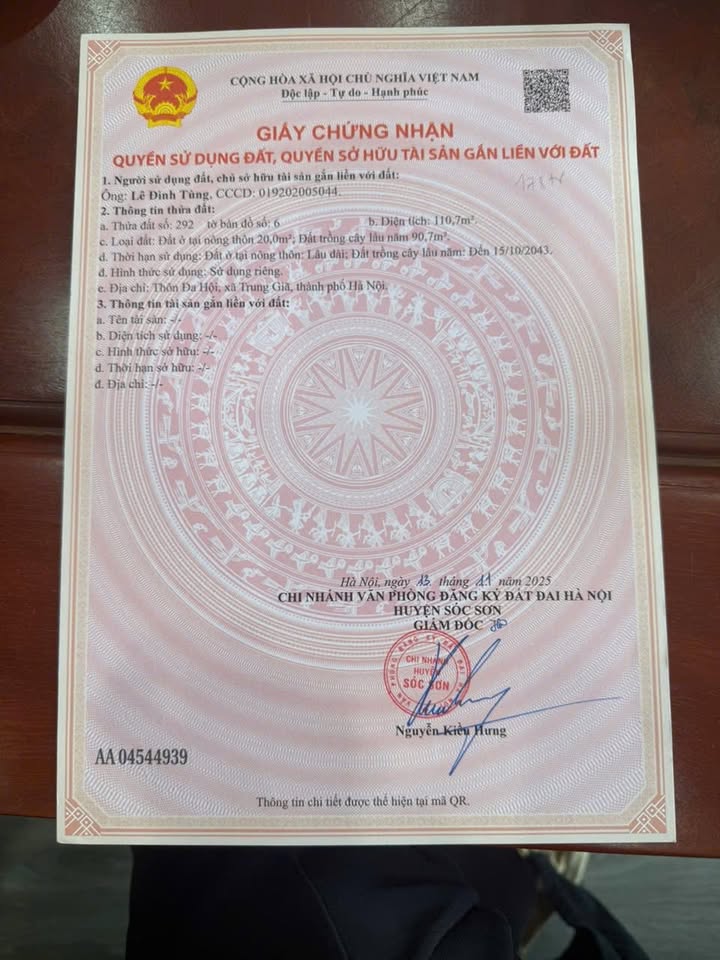 CỘNG HÒA XÃ HỘI CHỦ NGHĨA VIỆT NAM
Độc lập - Tự do - Hạnh phúc
GIẤY CHỨNG NHẬN
QUYỀN SỬ DỤNG ĐẤT, QUYỀN SỞ HỮU TÀI SẢN GẮN LIỀN VỚI ĐẤT
1. Người sử dụng đất, chủ sở hữu tài sản gắn liền với đất:
Ông: Lê Đình Tùng, CCCD: 019202005044.
2. Thông tin thửa đất:
a. Thửa đất số: 292 tờ bản đồ số: 6 b. Diện tích: 110,7m².
c. Loại đất: Đất ở tại nông thôn 20,0m²; Đất trồng cây lâu năm 90,7m².
d. Thời hạn sử dụng: Đất ở tại nông thôn: Lâu dài; Đất trồng cây lâu năm: Đến 15/10/2043.
đ. Hình thức sử dụng: Sử dụng riêng.
e. Địa chỉ: Thôn Đa Hội, xã Trung Giã, thành phố Hà Nội.
3. Thông tin tài sản gắn liền với đất:
a. Tên tài sản: -/-
b. Diện tích sử dụng: -/-
c. Hình thức sở hữu: -/-
d. Thời hạn sở hữu: -/-
đ. Địa chỉ: -/-
Hà Nội, ngày 13 tháng 11 năm 2025
CHI NHÁNH VĂN PHÒNG ĐĂNG KÝ ĐẤT ĐAI HÀ NỘI
HUYỆN SÓC SƠN
GIÁM ĐỐC
CHI NHÁNH
HUYỆN
SÓC SƠN
Nguyễn Kiều Hưng
AA 04544939
Thông tin chi tiết được thể hiện tại mã QR.